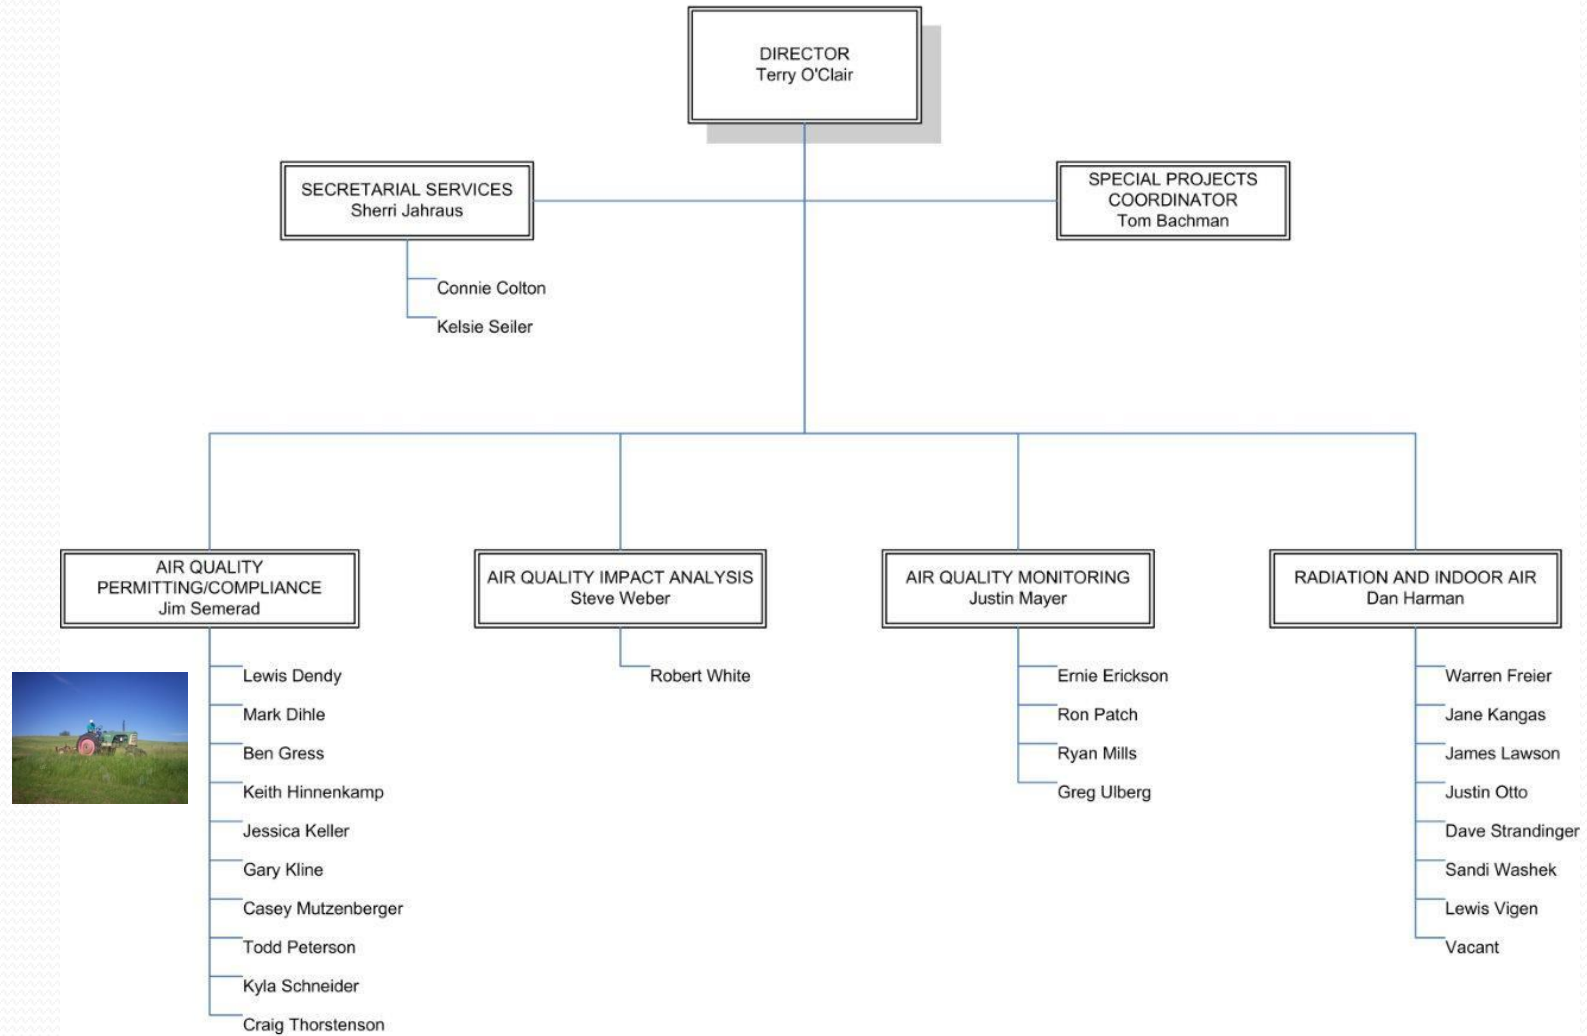 DIRECTOR
Terry O'Clair
SECRETARIAL SERVICES
Sherri Jahraus
SPECIAL PROJECTS
COORDINATOR
Tom Bachman
Connie Colton
Kelsie Seiler
AIR QUALITY
PERMITTING/COMPLIANCE
Jim Semerad
AIR QUALITY IMPACT ANALYSIS
Steve Weber
AIR QUALITY MONITORING
Justin Mayer
RADIATION AND INDOOR AIR
Dan Harman
Lewis Dendy
Mark Dihle
Ben Gress
Keith Hinnenkamp
Jessica Keller
Gary Kline
Casey Mutzenberger
Todd Peterson
Kyla Schneider
Craig Thorstenson
Robert White
Ernie Erickson
Ron Patch
Ryan Mills
Greg Ulberg
Warren Freier
Jane Kangas
James Lawson
Justin Otto
Dave Strandinger
Sandi Washek
Lewis Vigen
Vacant